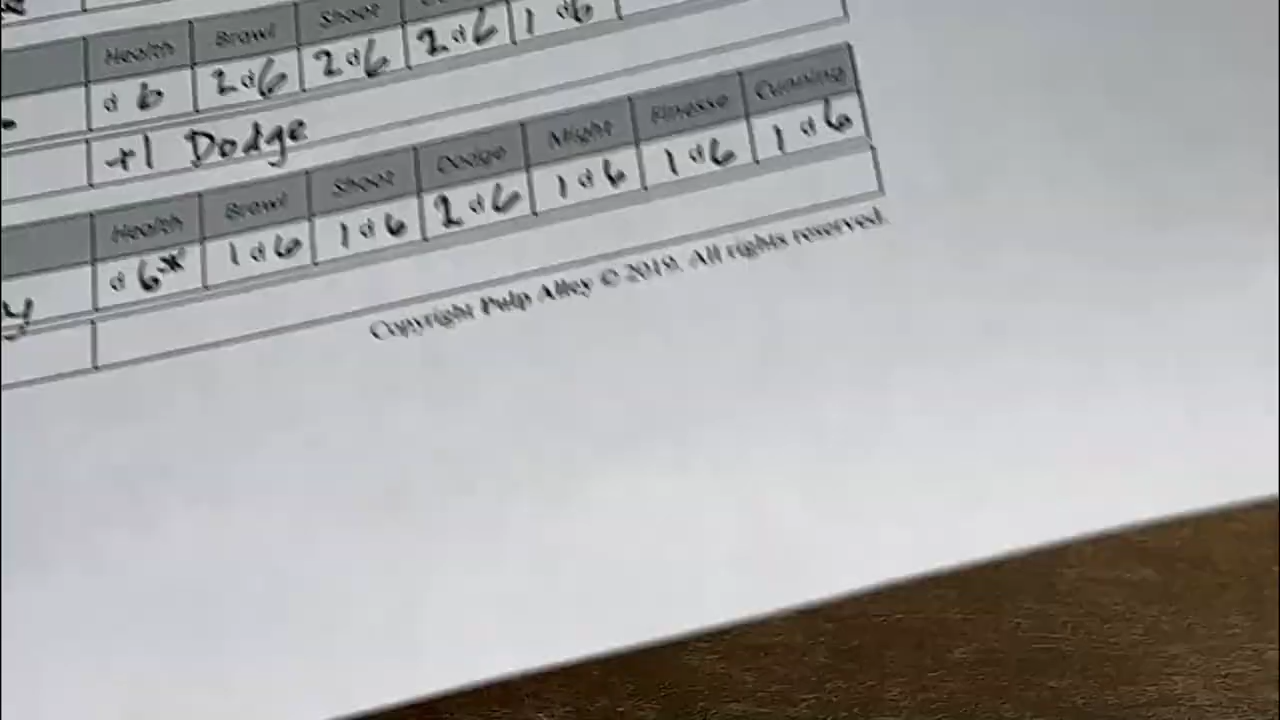 Health Brawl Shoot
d6 2d6 2d6 2d6 1d6
+1 Dodge
Health Brawl Shoot Dodge Might Finesse Cunning
y d6* 1d6 1d6 2d6 1d6 1d6 1d6
Copyright Pulp Alley © 2019. All rights reserved.